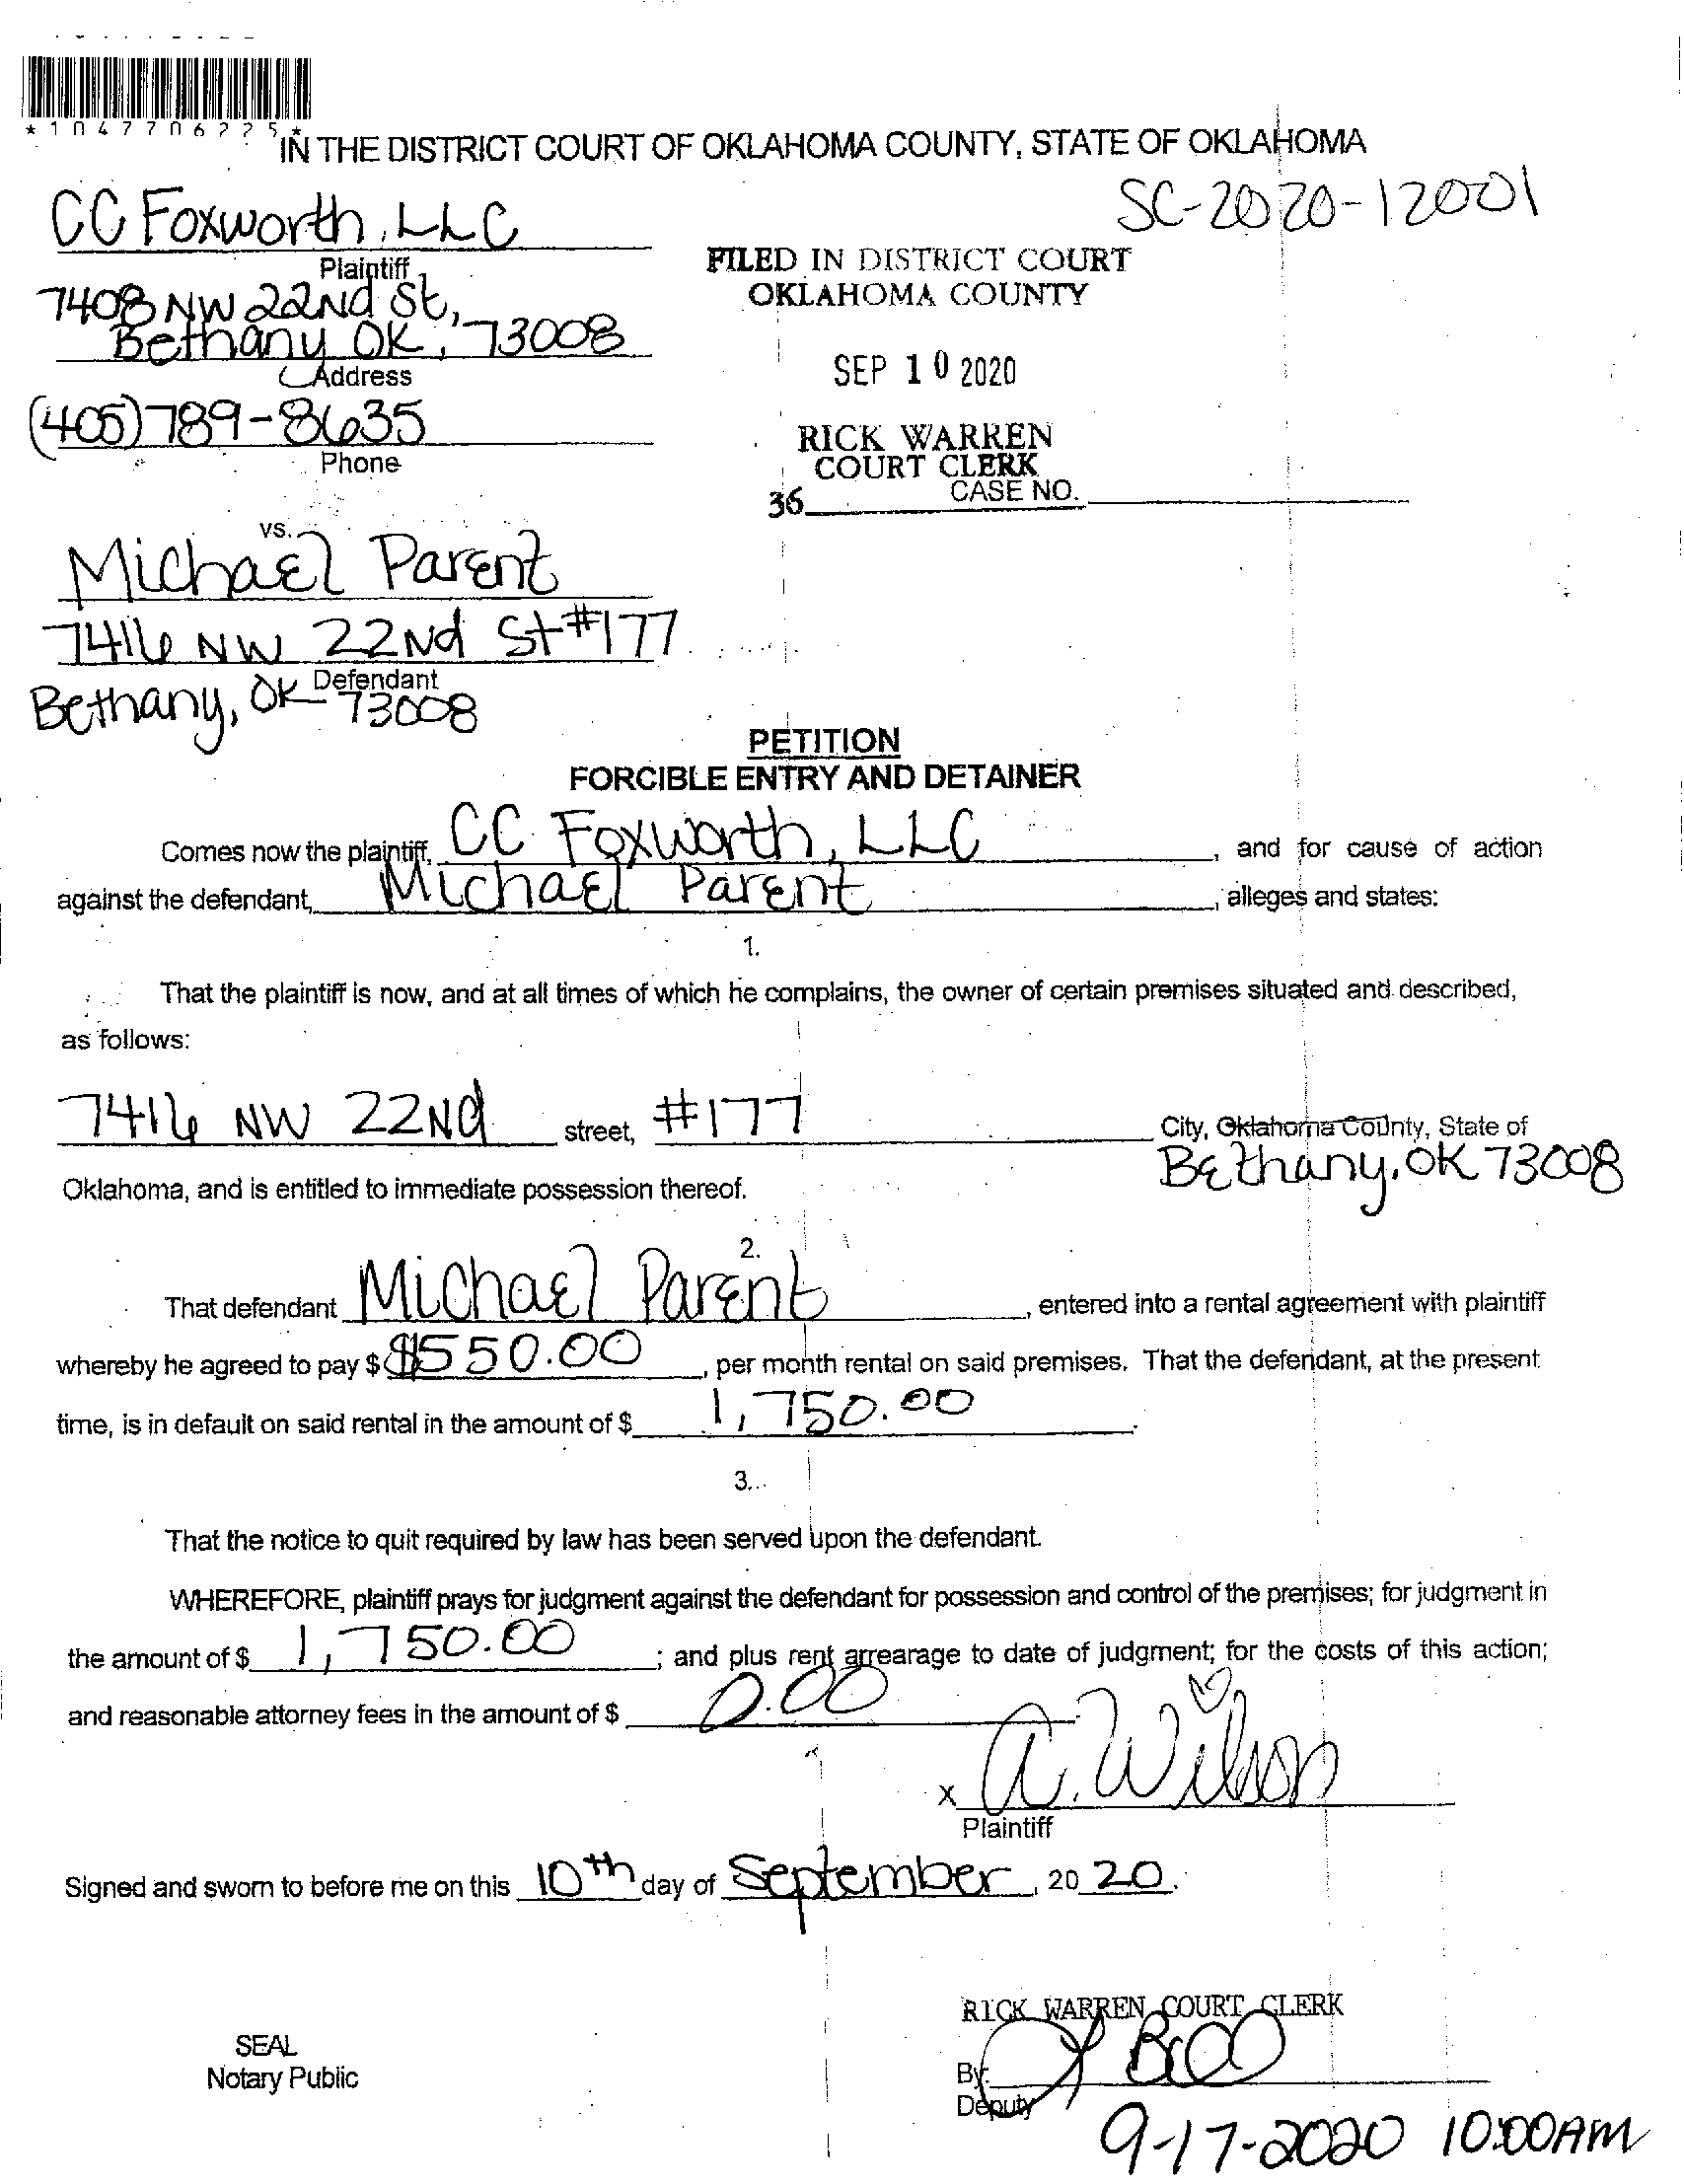 *1047706225*
IN THE DISTRICT COURT OF OKLAHOMA COUNTY, STATE OF OKLAHOMA
SC-2020-12001
CC Foxworth, LLC
Plaintiff
7408 NW 22Nd St,
Bethany OK, 73008
Address
(405) 789-8635
Phone
FILED IN DISTRICT COURT
OKLAHOMA COUNTY
SEP 10 2020
RICK WARREN
COURT CLERK
36
CASE NO.
vs.
Michael Parent
7416 NW 22Nd St #177
Defendant
Bethany, OK 73008
PETITION
FORCIBLE ENTRY AND DETAINER
Comes now the plaintiff, CC Foxworth, LLC, and for cause of action
against the defendant, Michael Parent, alleges and states:
1.
That the plaintiff is now, and at all times of which he complains, the owner of certain premises situated and described,
as follows:
7416 NW 22Nd street, #177 City, Oklahoma County, State of
Bethany, OK 73008
Oklahoma, and is entitled to immediate possession thereof.
2.
That defendant Michael Parent, entered into a rental agreement with plaintiff
whereby he agreed to pay $ $550.00, per month rental on said premises. That the defendant, at the present
time, is in default on said rental in the amount of $ 1,750.00.
3.
That the notice to quit required by law has been served upon the defendant.
WHEREFORE, plaintiff prays for judgment against the defendant for possession and control of the premises; for judgment in
the amount of $ 1,750.00; and plus rent arrearage to date of judgment; for the costs of this action;
and reasonable attorney fees in the amount of $ 0.00
X A. Wilson
Plaintiff
Signed and sworn to before me on this 10th day of September, 20 20.
RICK WARREN COURT CLERK
SEAL
Notary Public
By:
Deputy
9-17-2020 10:00AM